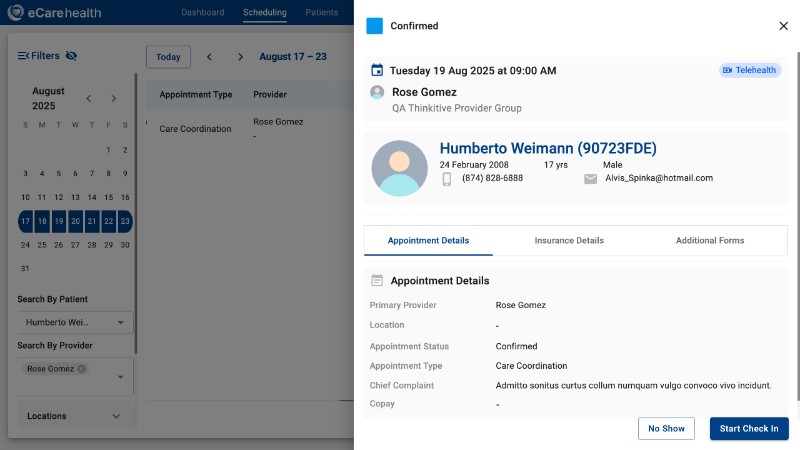 eCarehealth
Dashboard
Scheduling
Patients
Filters
August
2025
S M T W T F S
1 2
3 4 5 6 7 8 9
10 11 12 13 14 15 16
17 18 19 20 21 22 23
24 25 26 27 28 29 30
31
Search By Patient
Humberto Wei...
Search By Provider
Rose Gomez
Locations
Today
August 17 – 23
Appointment Type
Provider
Care Coordination
Rose Gomez
-
Confirmed
Tuesday 19 Aug 2025 at 09:00 AM
Telehealth
Rose Gomez
QA Thinkitive Provider Group
Humberto Weimann (90723FDE)
24 February 2008 17 yrs Male
(874) 828-6888
Alvis_Spinka@hotmail.com
Appointment Details
Insurance Details
Additional Forms
Appointment Details
Primary Provider Rose Gomez
Location -
Appointment Status Confirmed
Appointment Type Care Coordination
Chief Complaint Admitto sonitus curtus collum numquam vulgo convoco vivo incidunt.
Copay -
No Show
Start Check In